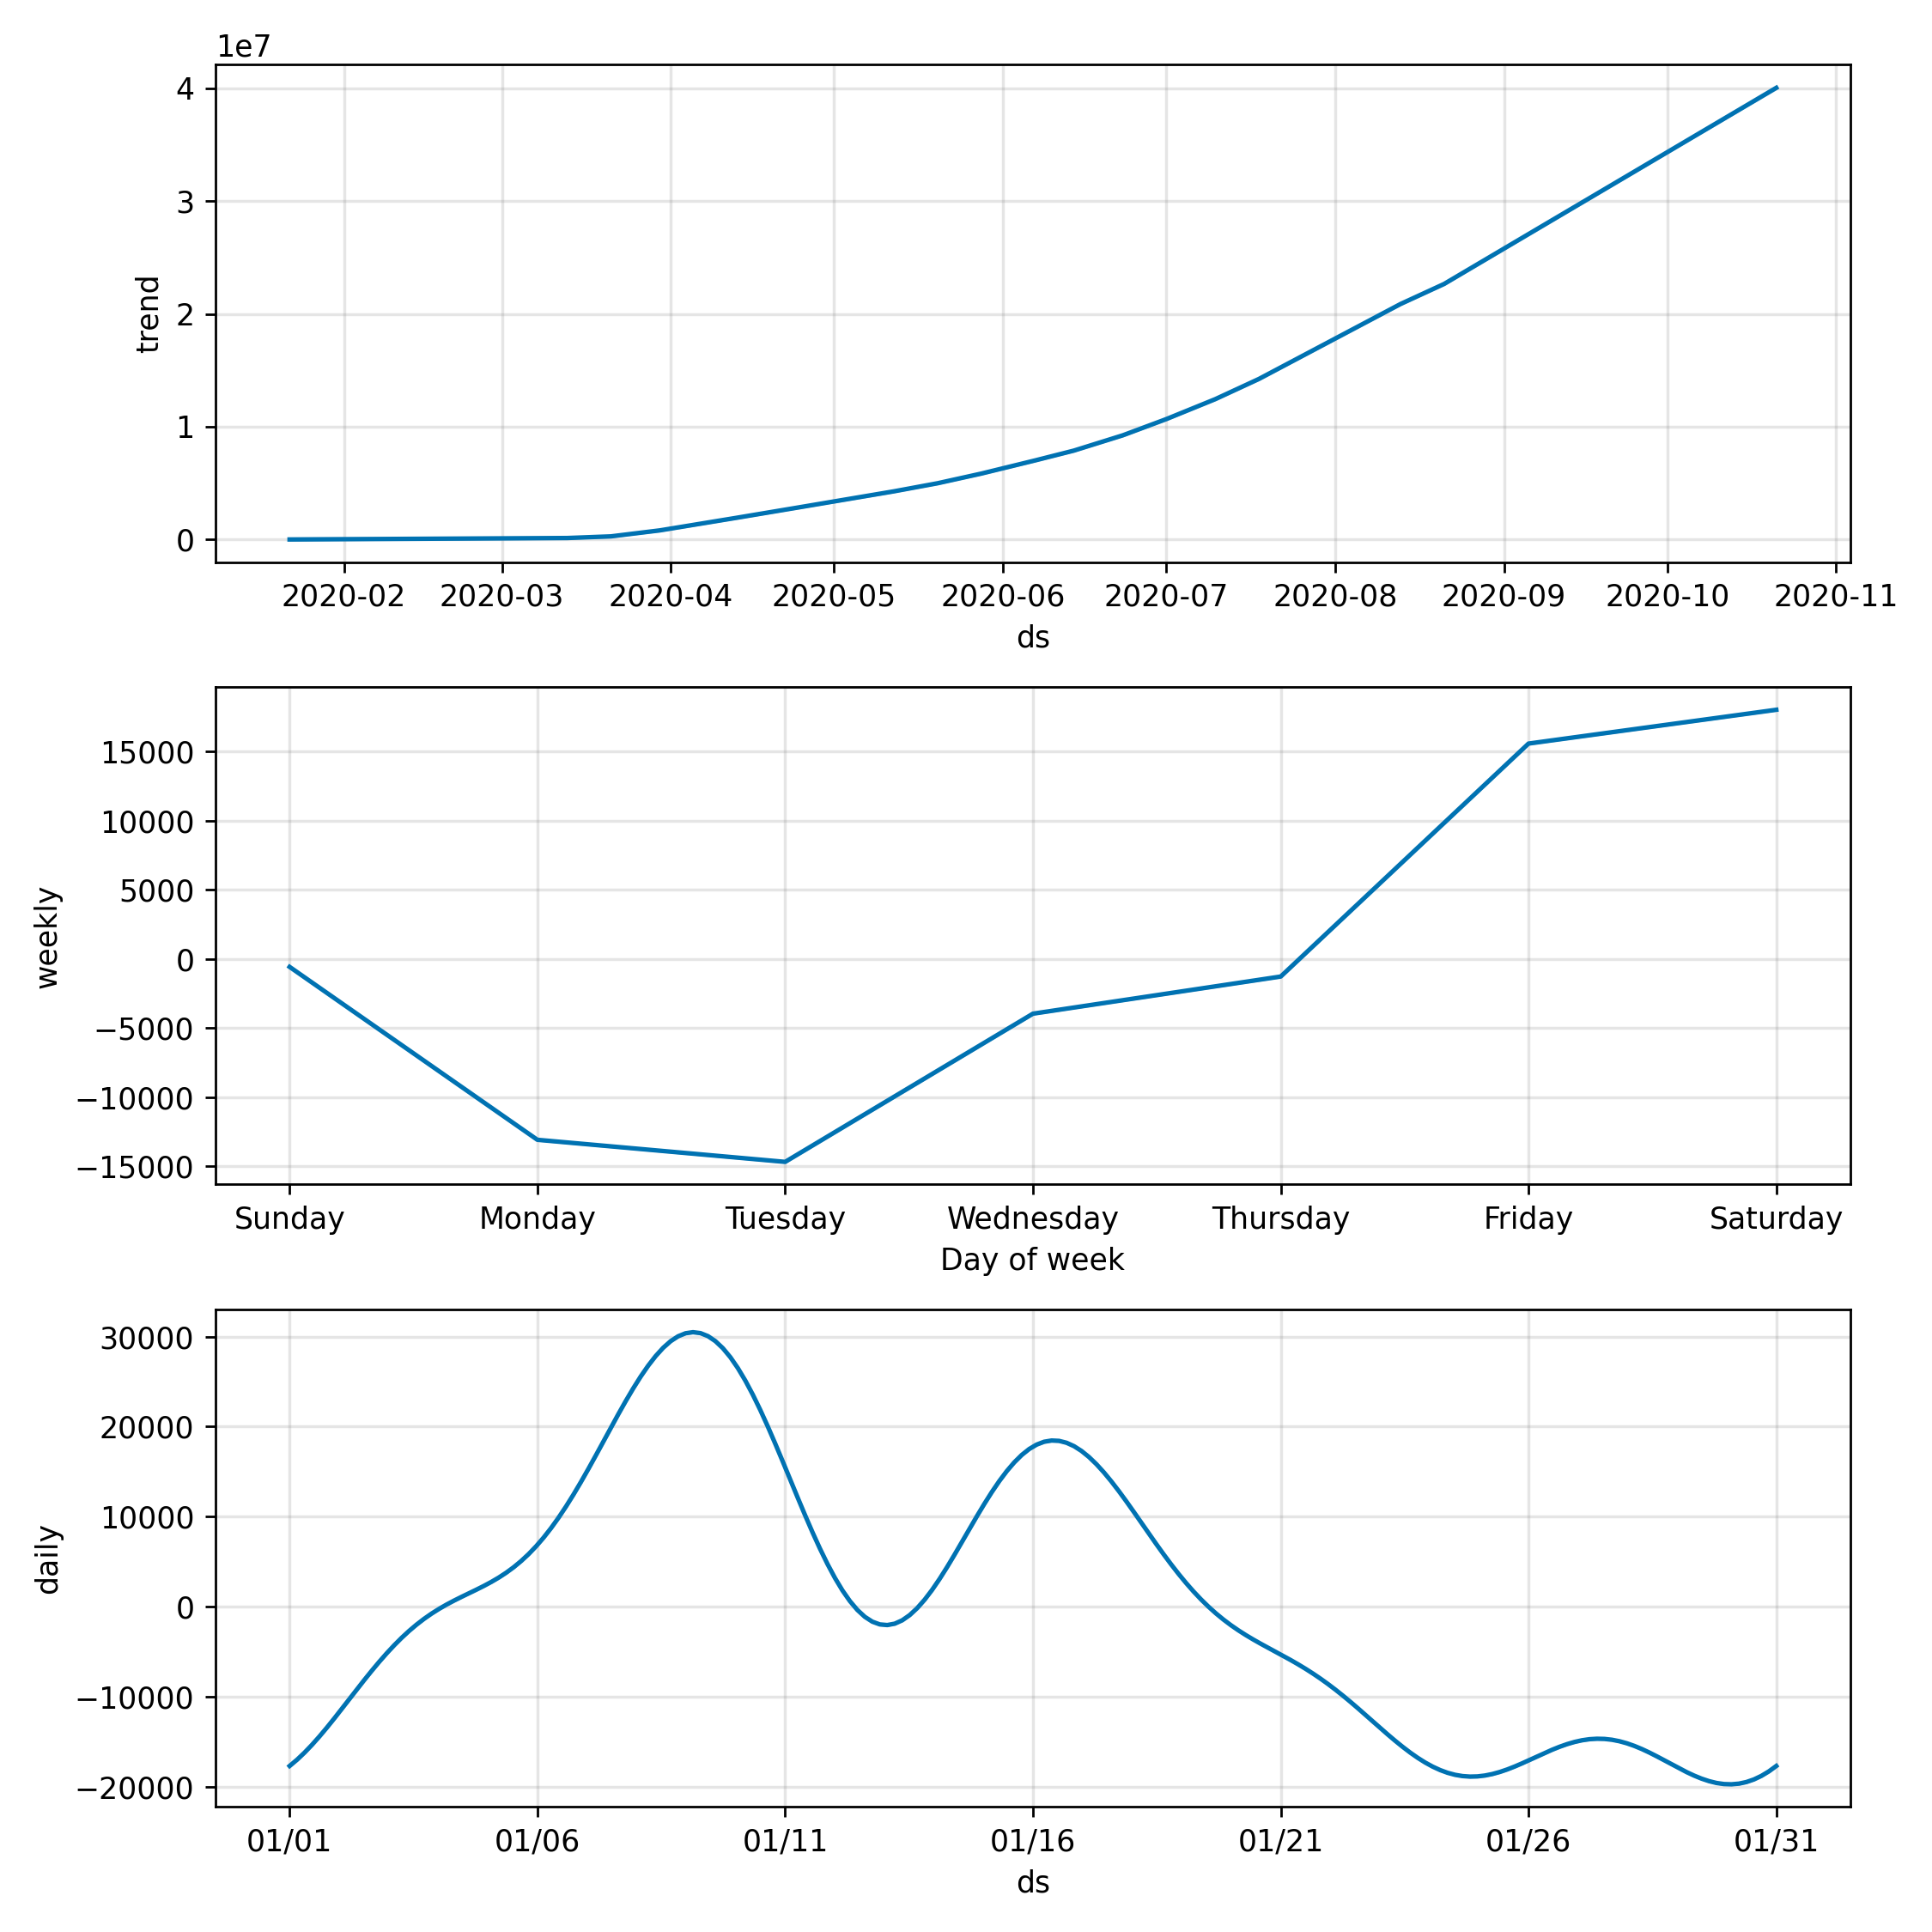 1e7
4
3
2
1
0
trend
2020-02 2020-03 2020-04 2020-05 2020-06 2020-07 2020-08 2020-09 2020-10 2020-11
ds
15000
10000
5000
0
−5000
−10000
−15000
weekly
Sunday Monday Tuesday Wednesday Thursday Friday Saturday
Day of week
30000
20000
10000
0
−10000
−20000
daily
01/01 01/06 01/11 01/16 01/21 01/26 01/31
ds